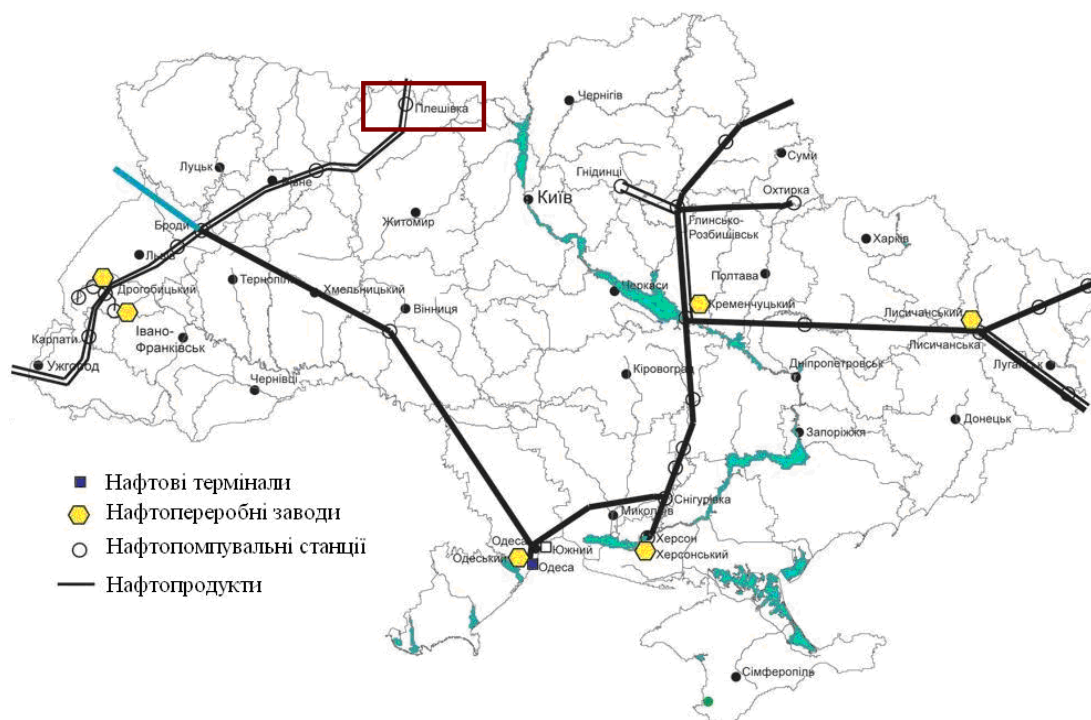 Плешівка
Чернігів
Луцьк
Рівне
Суми
Гнідинці
Охтирка
Київ
Житомир
Броди
Глинсько-
Розбишівськ
Харків
Львів
Полтава
Тернопіль
Хмельницький
Черкаси
Дрогобицький
Вінниця
Кременчуцький
Лисичанський
Івано-
Франківськ
Карпати
Лисичанська
Ужгород
Кіровоград
Дніпропетровськ
Луганськ
Чернівці
Донецьк
Запоріжжя
Нафтові термінали
Нафтопереробні заводи
Нафтопомпувальні станції
Нафтопродукти
Снігурівка
Миколаїв
Одеса
Южний
Херсон
Одеський
Херсонський
Одеса
Сімферопіль